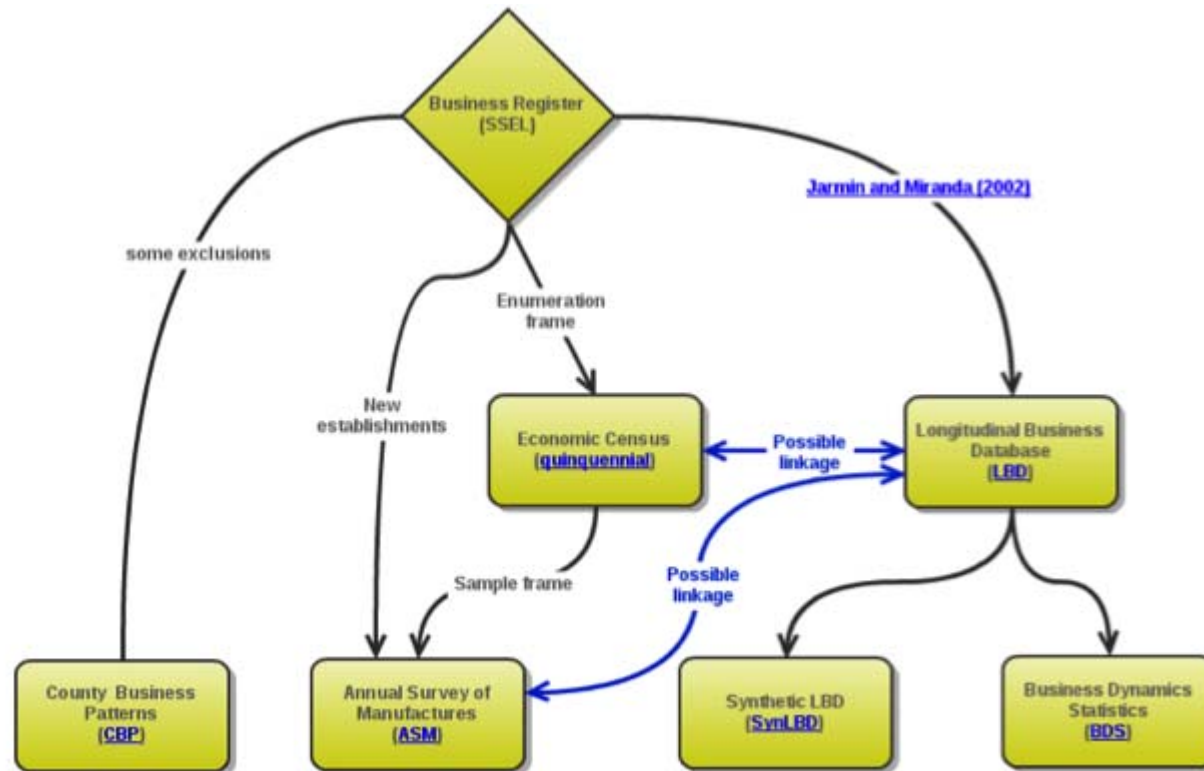 Business Register
(SSEL)
Jarmin and Miranda (2002)
some exclusions
Enumeration
frame
New
establishments
Economic Census
(quinquennial)
Possible
linkage
Longitudinal Business
Database
(LBD)
Sample frame
Possible
linkage
County Business
Patterns
(CBP)
Annual Survey of
Manufactures
(ASM)
Synthetic LBD
(SynLBD)
Business Dynamics
Statistics
(BDS)